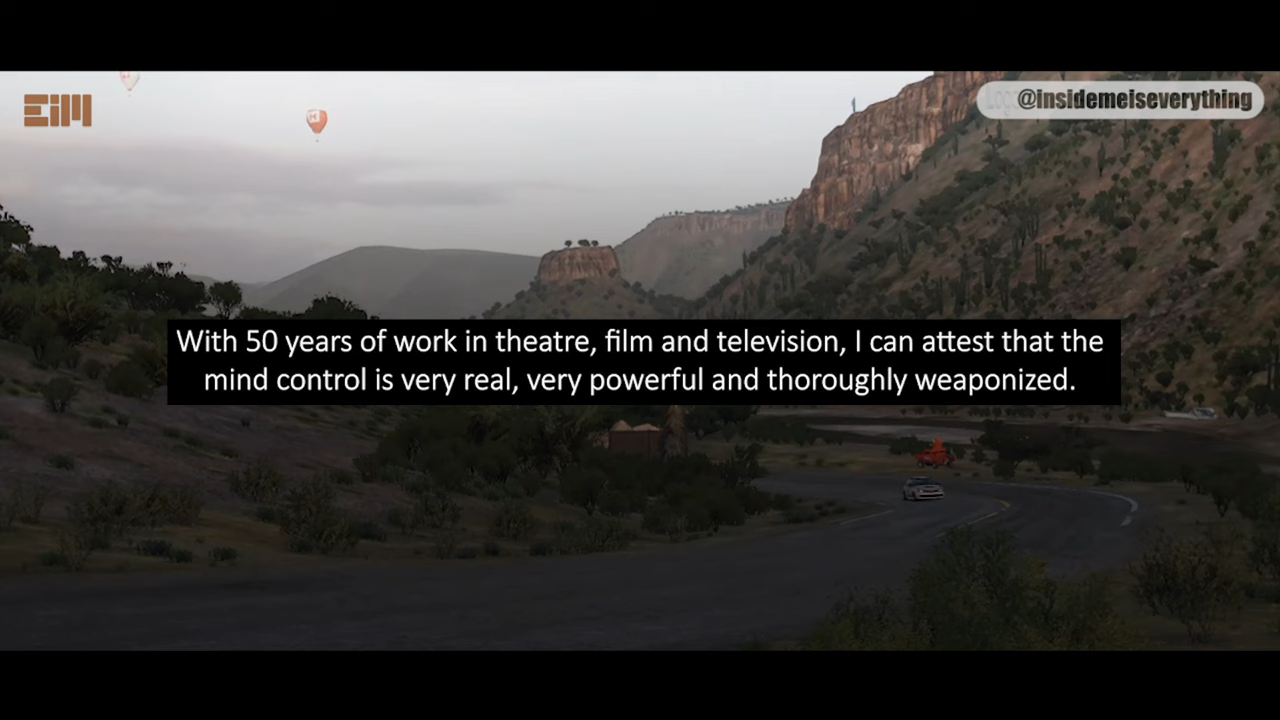 EiM
@insidemeiseverything
With 50 years of work in theatre, film and television, I can attest that the
mind control is very real, very powerful and thoroughly weaponized.